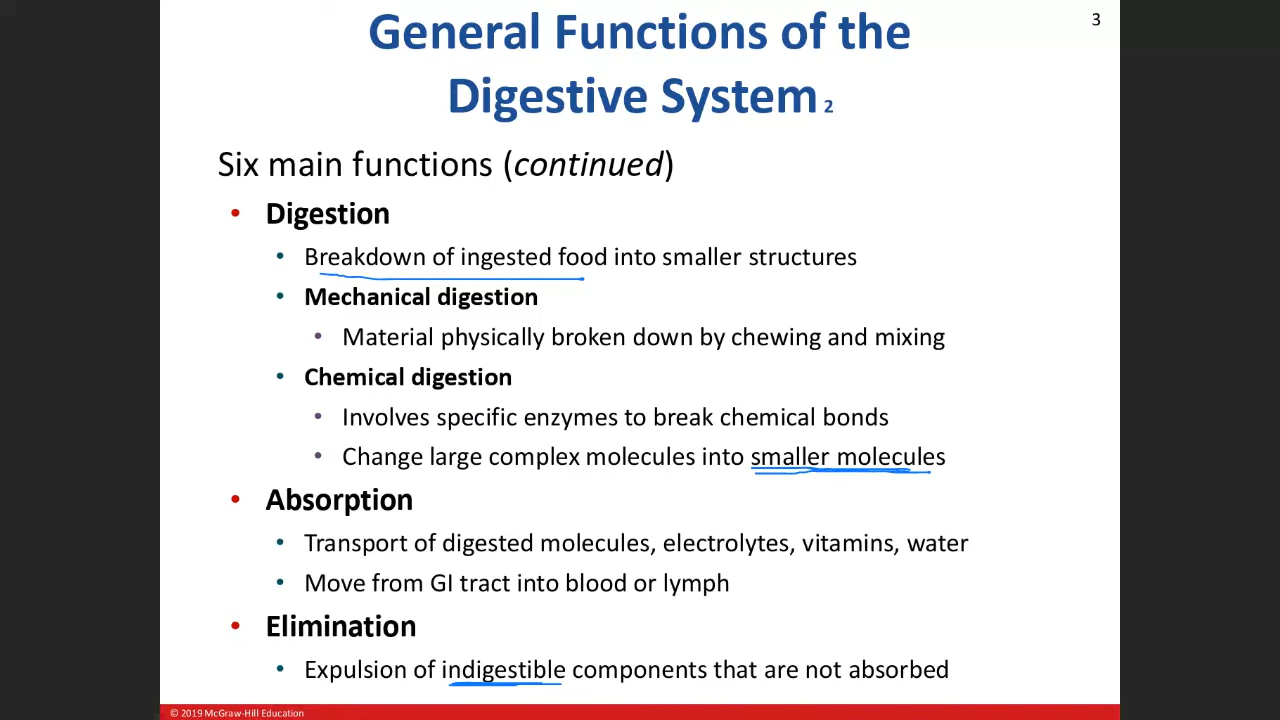 3
General Functions of the
Digestive System 2
Six main functions (continued)
• Digestion
• Breakdown of ingested food into smaller structures
• Mechanical digestion
• Material physically broken down by chewing and mixing
• Chemical digestion
• Involves specific enzymes to break chemical bonds
• Change large complex molecules into smaller molecules
• Absorption
• Transport of digested molecules, electrolytes, vitamins, water
• Move from GI tract into blood or lymph
• Elimination
• Expulsion of indigestible components that are not absorbed
© 2019 McGraw-Hill Education